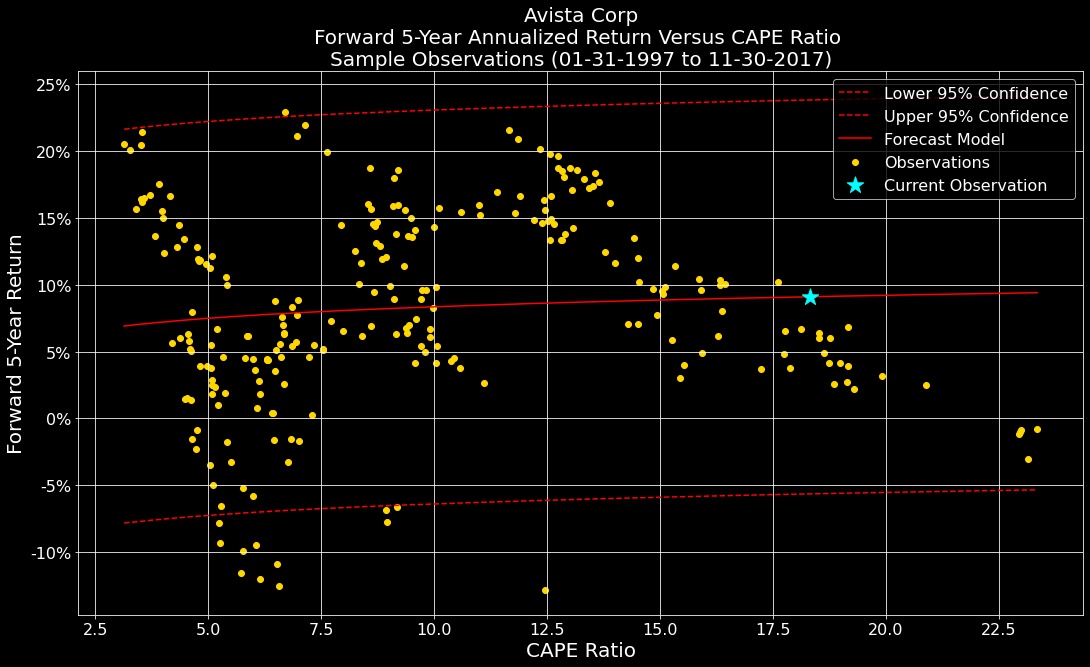 Avista Corp
Forward 5-Year Annualized Return Versus CAPE Ratio
Sample Observations (01-31-1997 to 11-30-2017)
Lower 95% Confidence
Upper 95% Confidence
Forecast Model
Observations
Current Observation
Forward 5-Year Return
25%
20%
15%
10%
5%
0%
-5%
-10%
2.5 5.0 7.5 10.0 12.5 15.0 17.5 20.0 22.5
CAPE Ratio